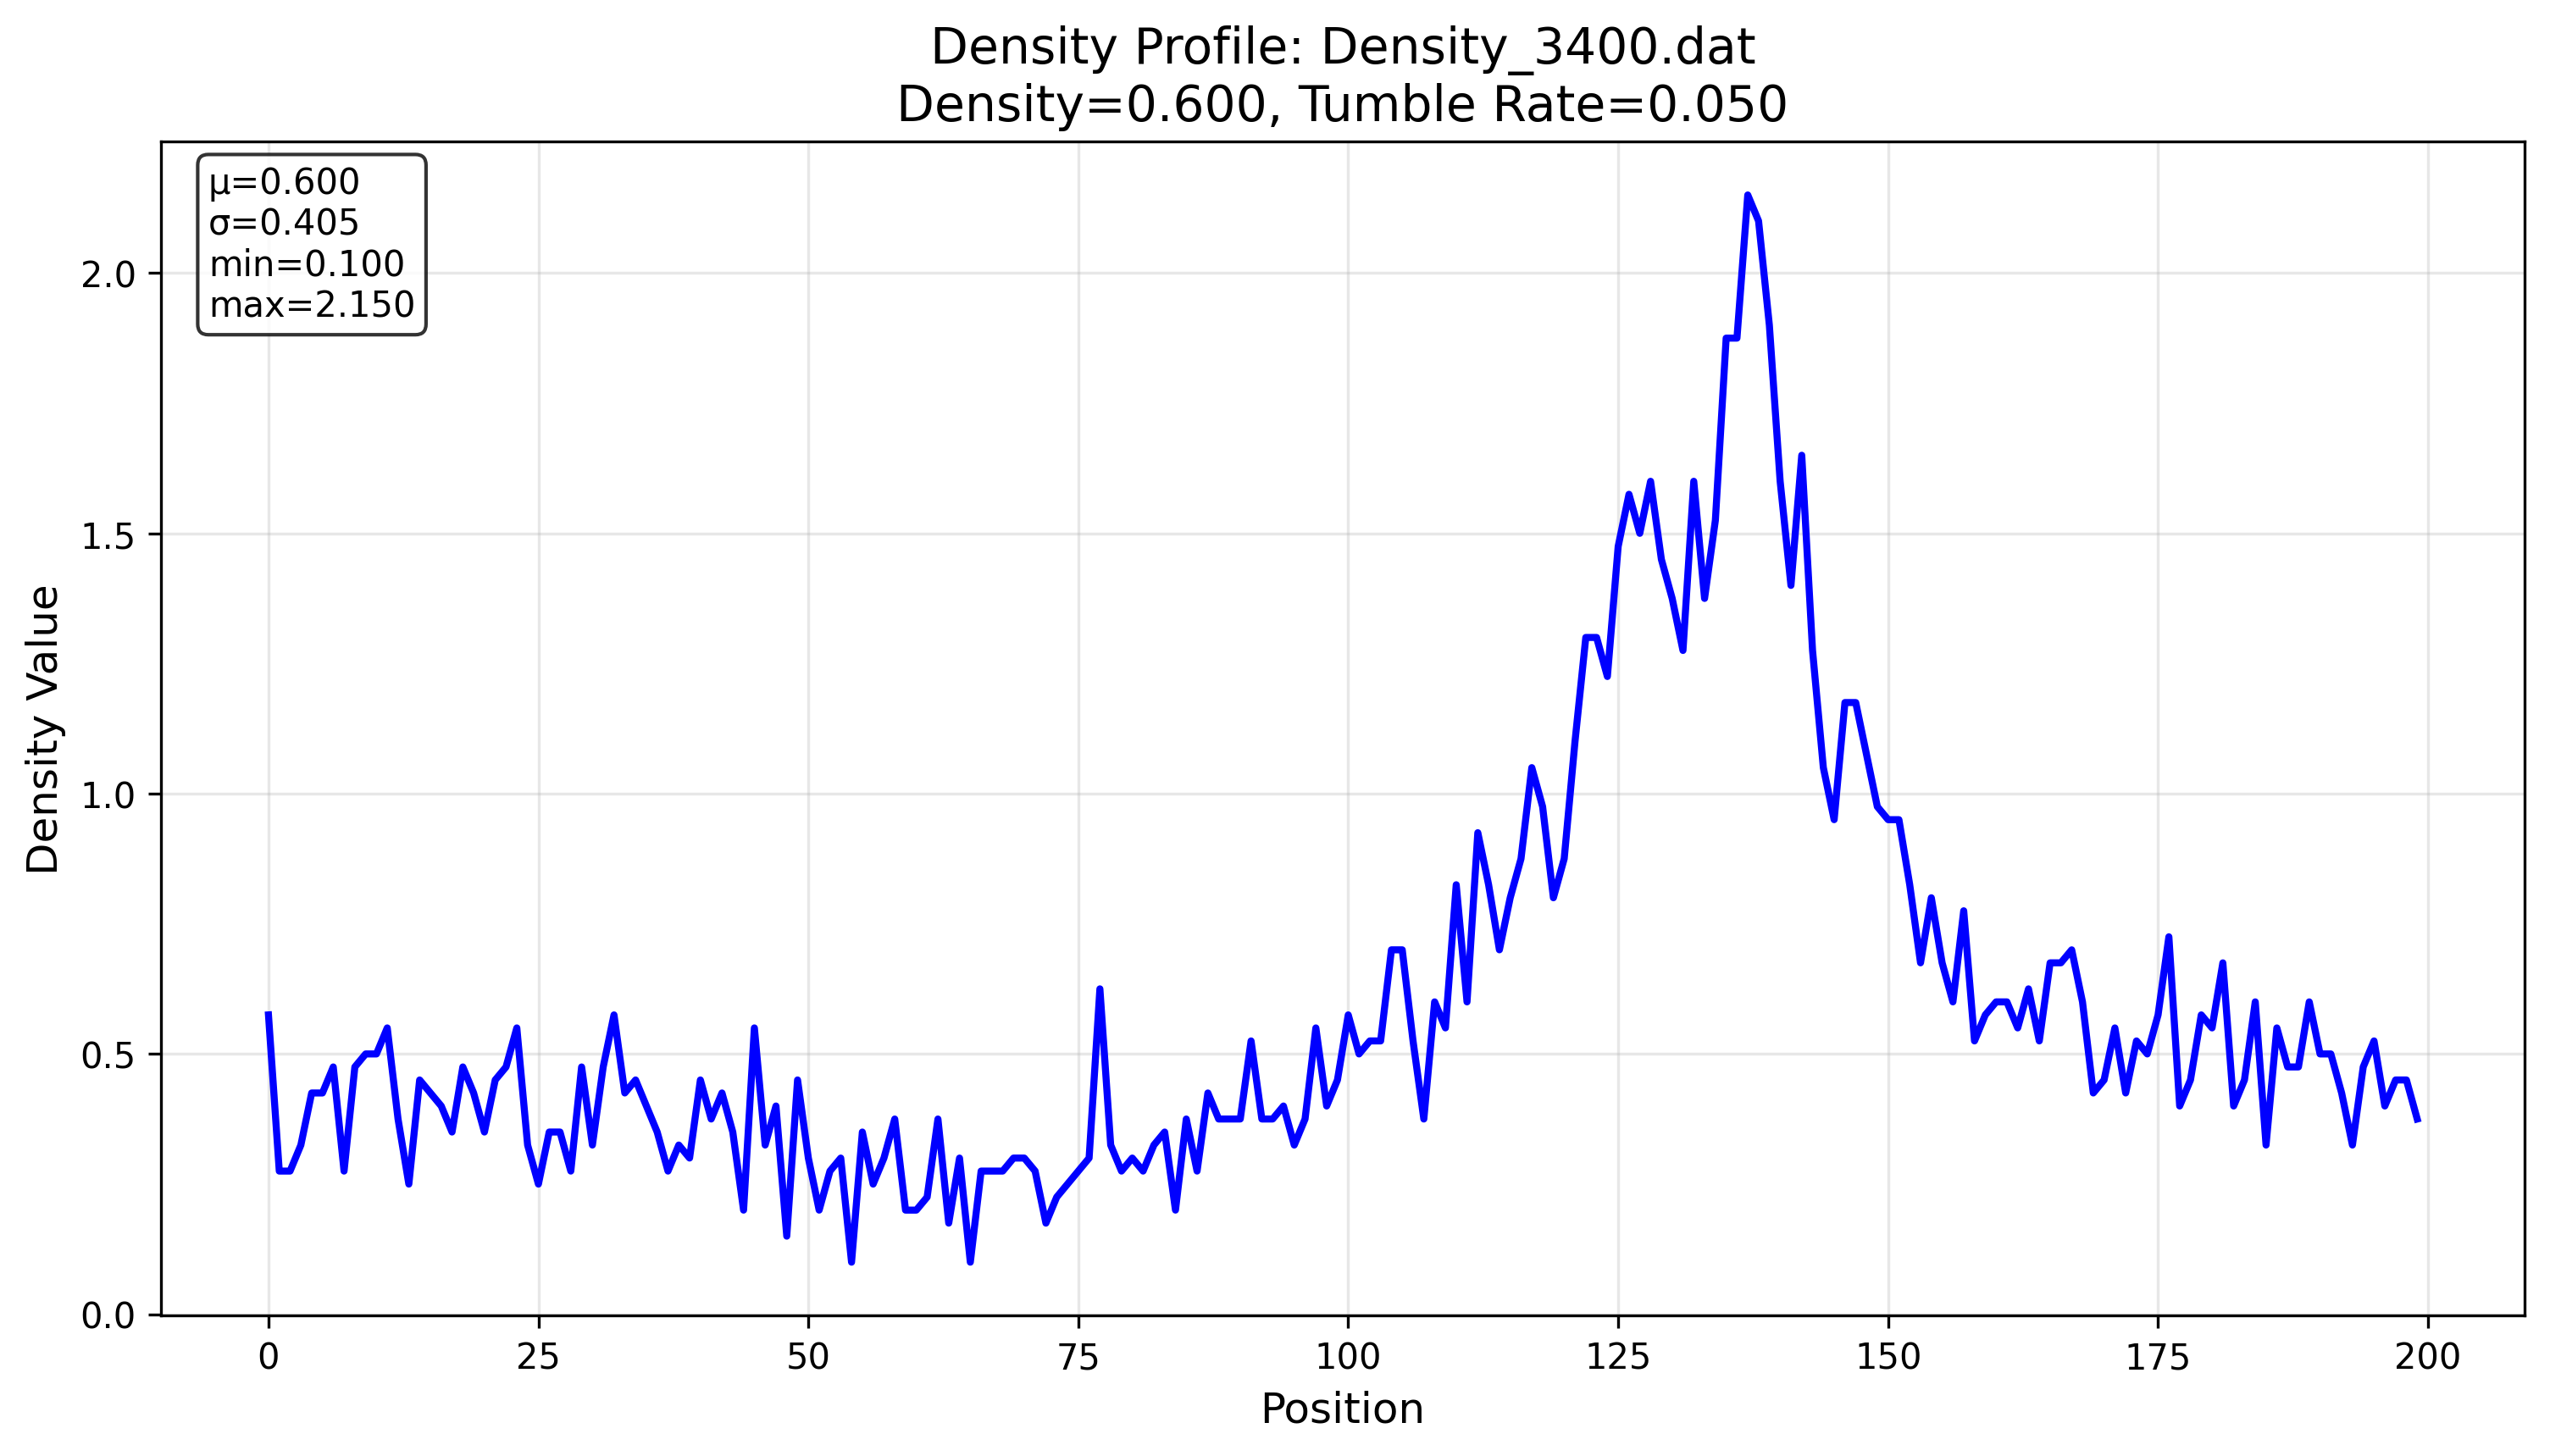 Density Profile: Density_3400.dat
Density=0.600, Tumble Rate=0.050
μ=0.600
σ=0.405
min=0.100
max=2.150
Density Value
2.0
1.5
1.0
0.5
0.0
0 25 50 75 100 125 150 175 200
Position